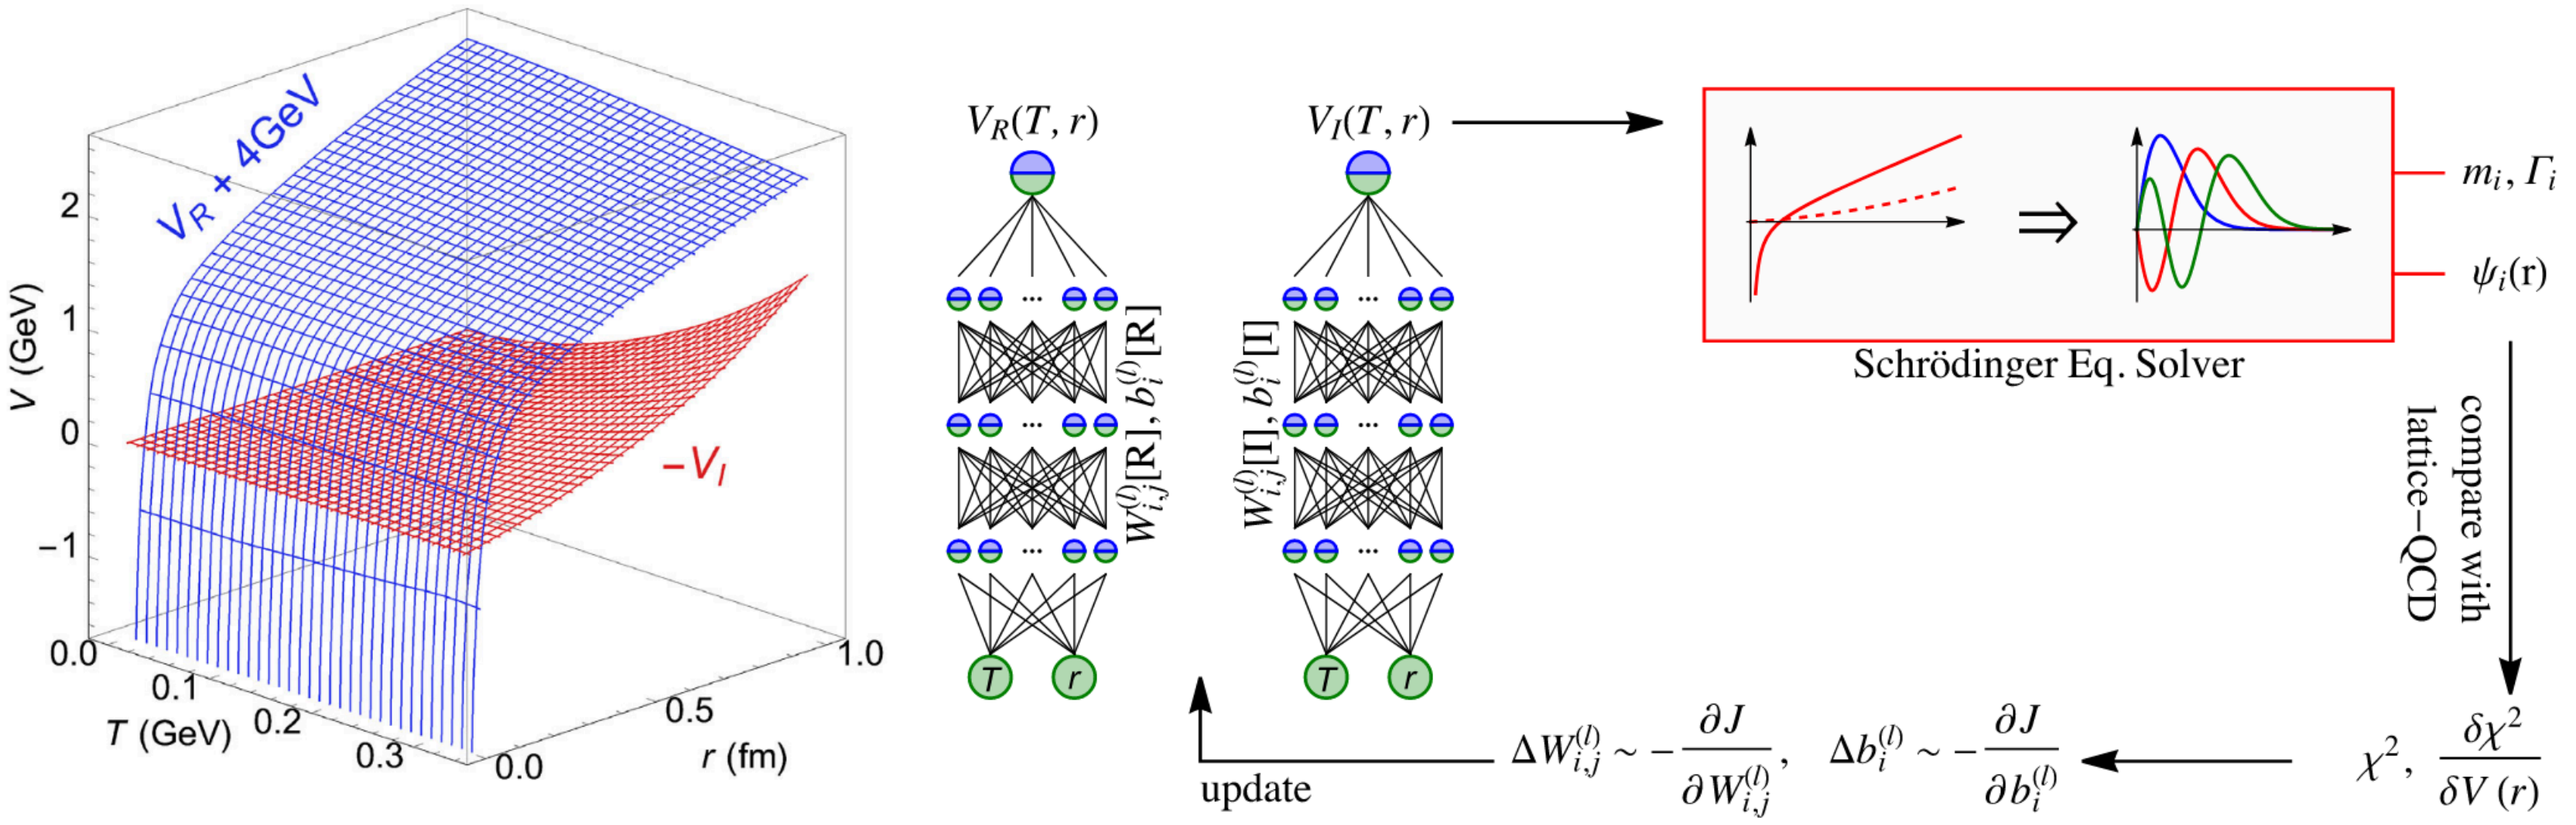 V_R + 4GeV
−V_I
V (GeV)
2
1
0
−1
0.0
0.1
0.2
0.3
T (GeV)
0.0
0.5
1.0
r (fm)
V_R(T, r)
V_I(T, r)
...
...
...
...
...
...
W_{i,j}^{(l)}[R], b_i^{(l)}[R]
W_{i,j}^{(l)}[I], b_i^{(l)}[I]
T r
T r
⇒
Schrödinger Eq. Solver
m_i, Γ_i
ψ_i(r)
compare with
lattice−QCD
χ², δχ²/δV (r)
ΔW_{i,j}^{(l)} ~ − ∂J/∂W_{i,j}^{(l)}, Δb_i^{(l)} ~ − ∂J/∂b_i^{(l)}
update